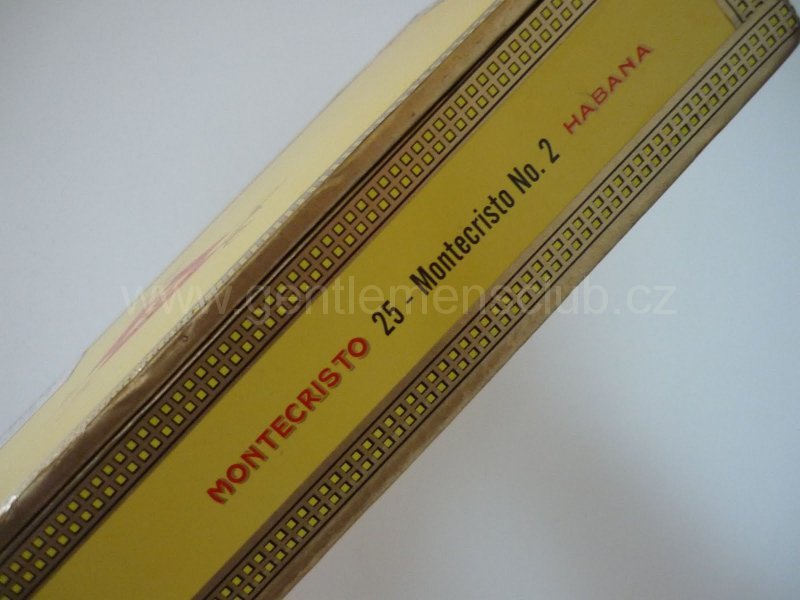 MONTECRISTO 25 - Montecristo No. 2 HABANA
www.gentlemensclub.cz